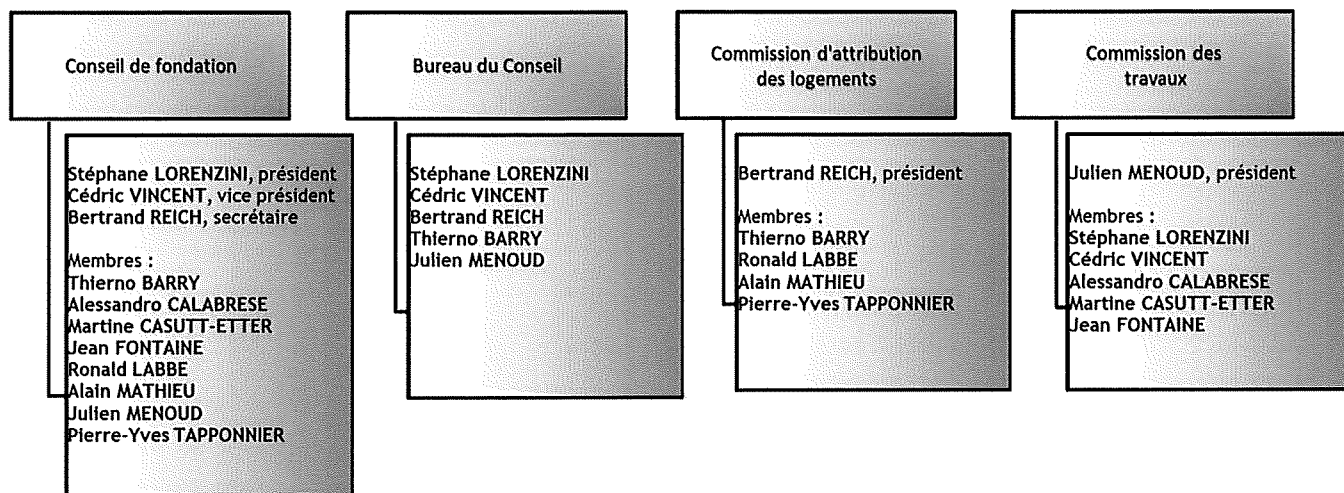 Conseil de fondation
Stéphane LORENZINI, président
Cédric VINCENT, vice président
Bertrand REICH, secrétaire
Membres :
Thierno BARRY
Alessandro CALABRESE
Martine CASUTT-ETTER
Jean FONTAINE
Ronald LABBE
Alain MATHIEU
Julien MENOUD
Pierre-Yves TAPPONNIER
Bureau du Conseil
Stéphane LORENZINI
Cédric VINCENT
Bertrand REICH
Thierno BARRY
Julien MENOUD
Commission d'attribution
des logements
Bertrand REICH, président
Membres :
Thierno BARRY
Ronald LABBE
Alain MATHIEU
Pierre-Yves TAPPONNIER
Commission des
travaux
Julien MENOUD, président
Membres :
Stéphane LORENZINI
Cédric VINCENT
Alessandro CALABRESE
Martine CASUTT-ETTER
Jean FONTAINE